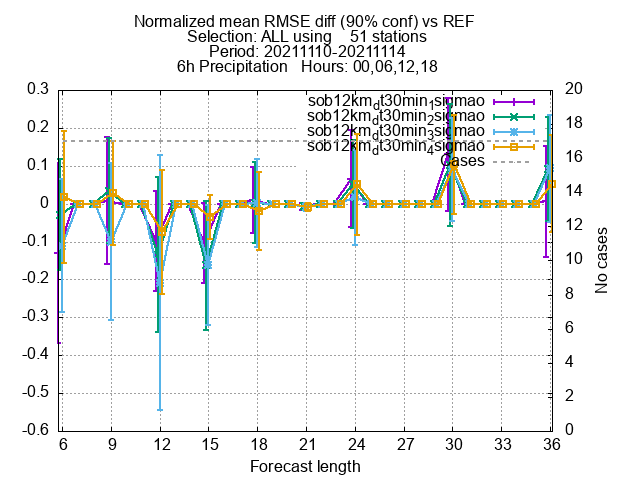 Normalized mean RMSE diff (90% conf) vs REF
Selection: ALL using    51 stations
Period: 20211110-20211114
6h Precipitation   Hours: 00,06,12,18
0.3
0.2
0.1
0
-0.1
-0.2
-0.3
-0.4
-0.5
-0.6
sob12km_dt30min_1sigmao
sob12km_dt30min_2sigmao
sob12km_dt30min_3sigmao
sob12km_dt30min_4sigmao
Cases
20
18
16
14
12
10
8
6
4
2
0
No cases
6 9 12 15 18 21 24 27 30 33 36
Forecast length